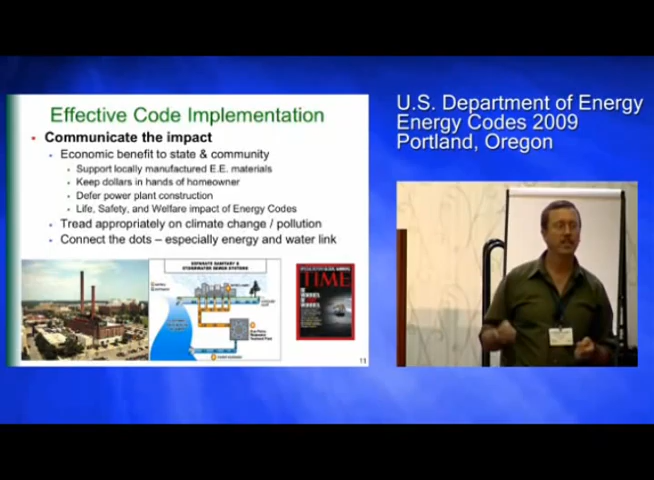 Effective Code Implementation
Communicate the impact
Economic benefit to state & community
Support locally manufactured E.E. materials
Keep dollars in hands of homeowner
Defer power plant construction
Life, Safety, and Welfare impact of Energy Codes
Tread appropriately on climate change / pollution
Connect the dots – especially energy and water link
SEPARATE SANITARY &
STORMWATER SEWER SYSTEMS
TIME
11
U.S. Department of Energy
Energy Codes 2009
Portland, Oregon